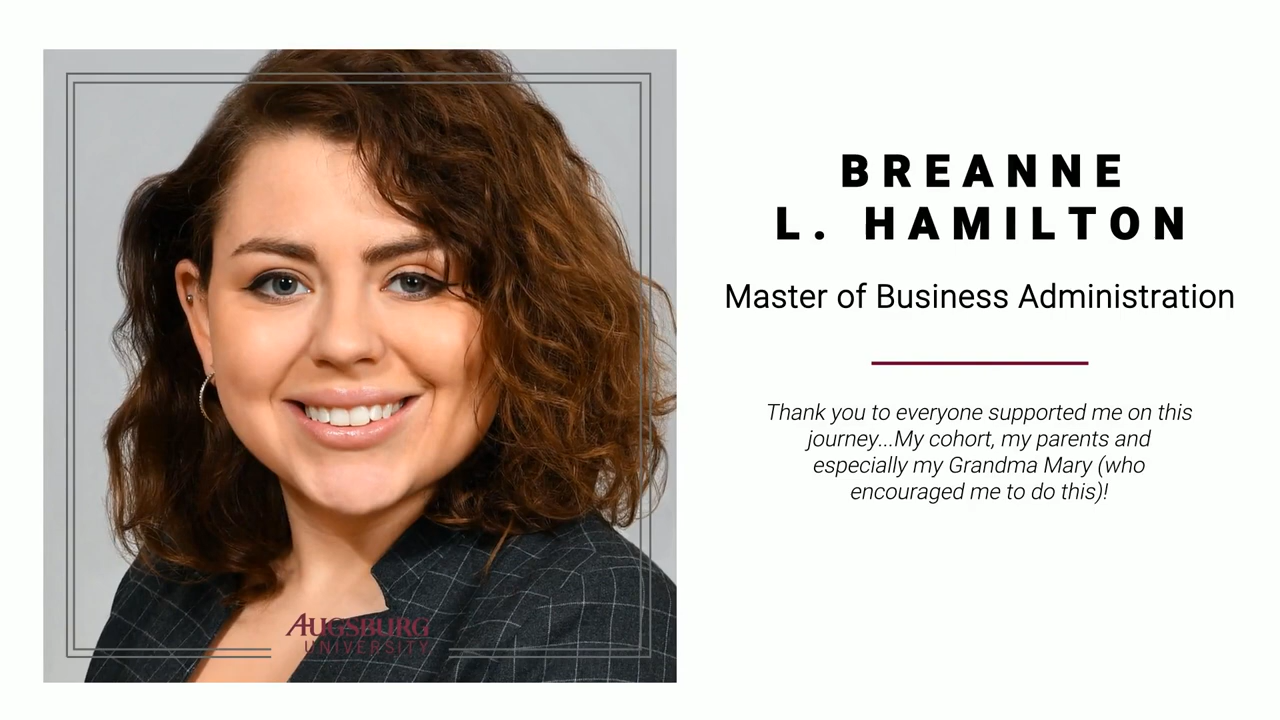 BREANNE
L. HAMILTON
Master of Business Administration
Thank you to everyone supported me on this
journey...My cohort, my parents and
especially my Grandma Mary (who
encouraged me to do this)!
AUGSBURG
UNIVERSITY